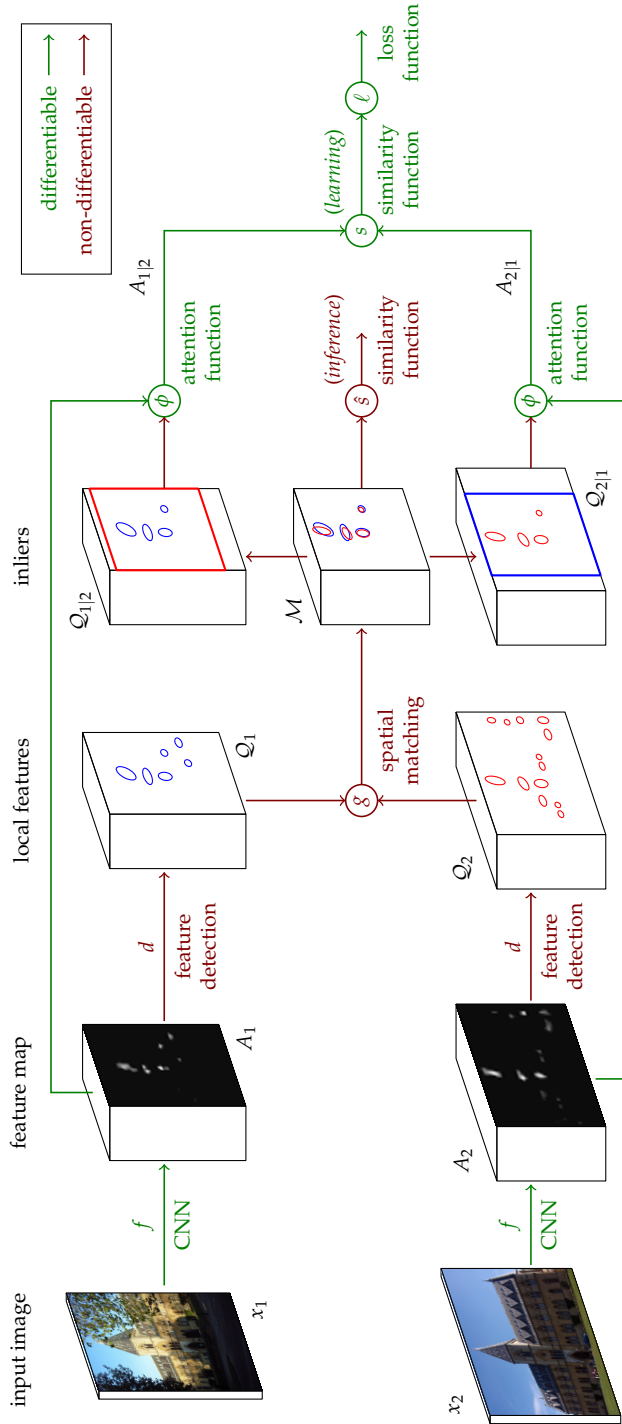 input image
feature map
local features
inliers
differentiable
non-differentiable
x₁
f
CNN
A₁
d
feature
detection
𝒬₁
𝒬₁|₂
ϕ
attention
function
A₁|₂
g
spatial
matching
ℳ
ŝ
(inference)
similarity
function
s
(learning)
similarity
function
ℓ
loss
function
x₂
f
CNN
A₂
d
feature
detection
𝒬₂
𝒬₂|₁
ϕ
attention
function
A₂|₁